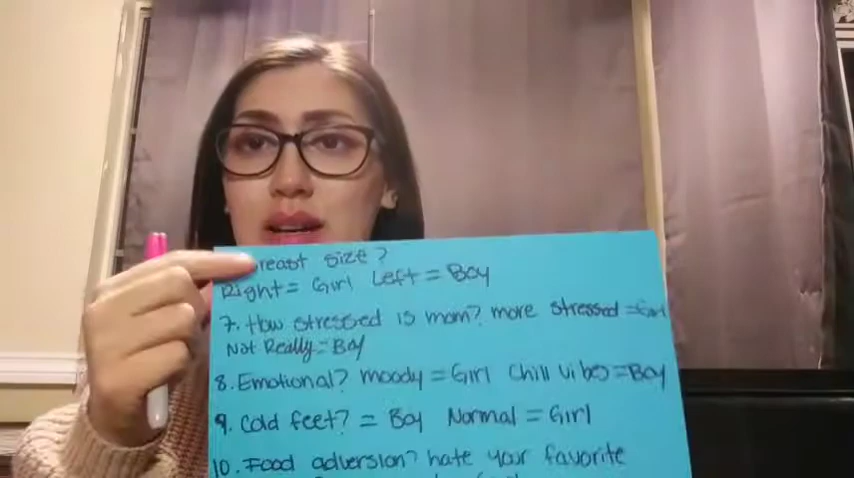 reast size?
Right = Girl Left = Boy
7. How stressed is mom? more stressed = Girl
Not Really = Boy
8. Emotional? moody = Girl Chill vibes = Boy
9. Cold feet? = Boy Normal = Girl
10. Food adversion? hate your favorite